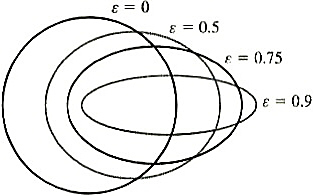 ε = 0
ε = 0.5
ε = 0.75
ε = 0.9